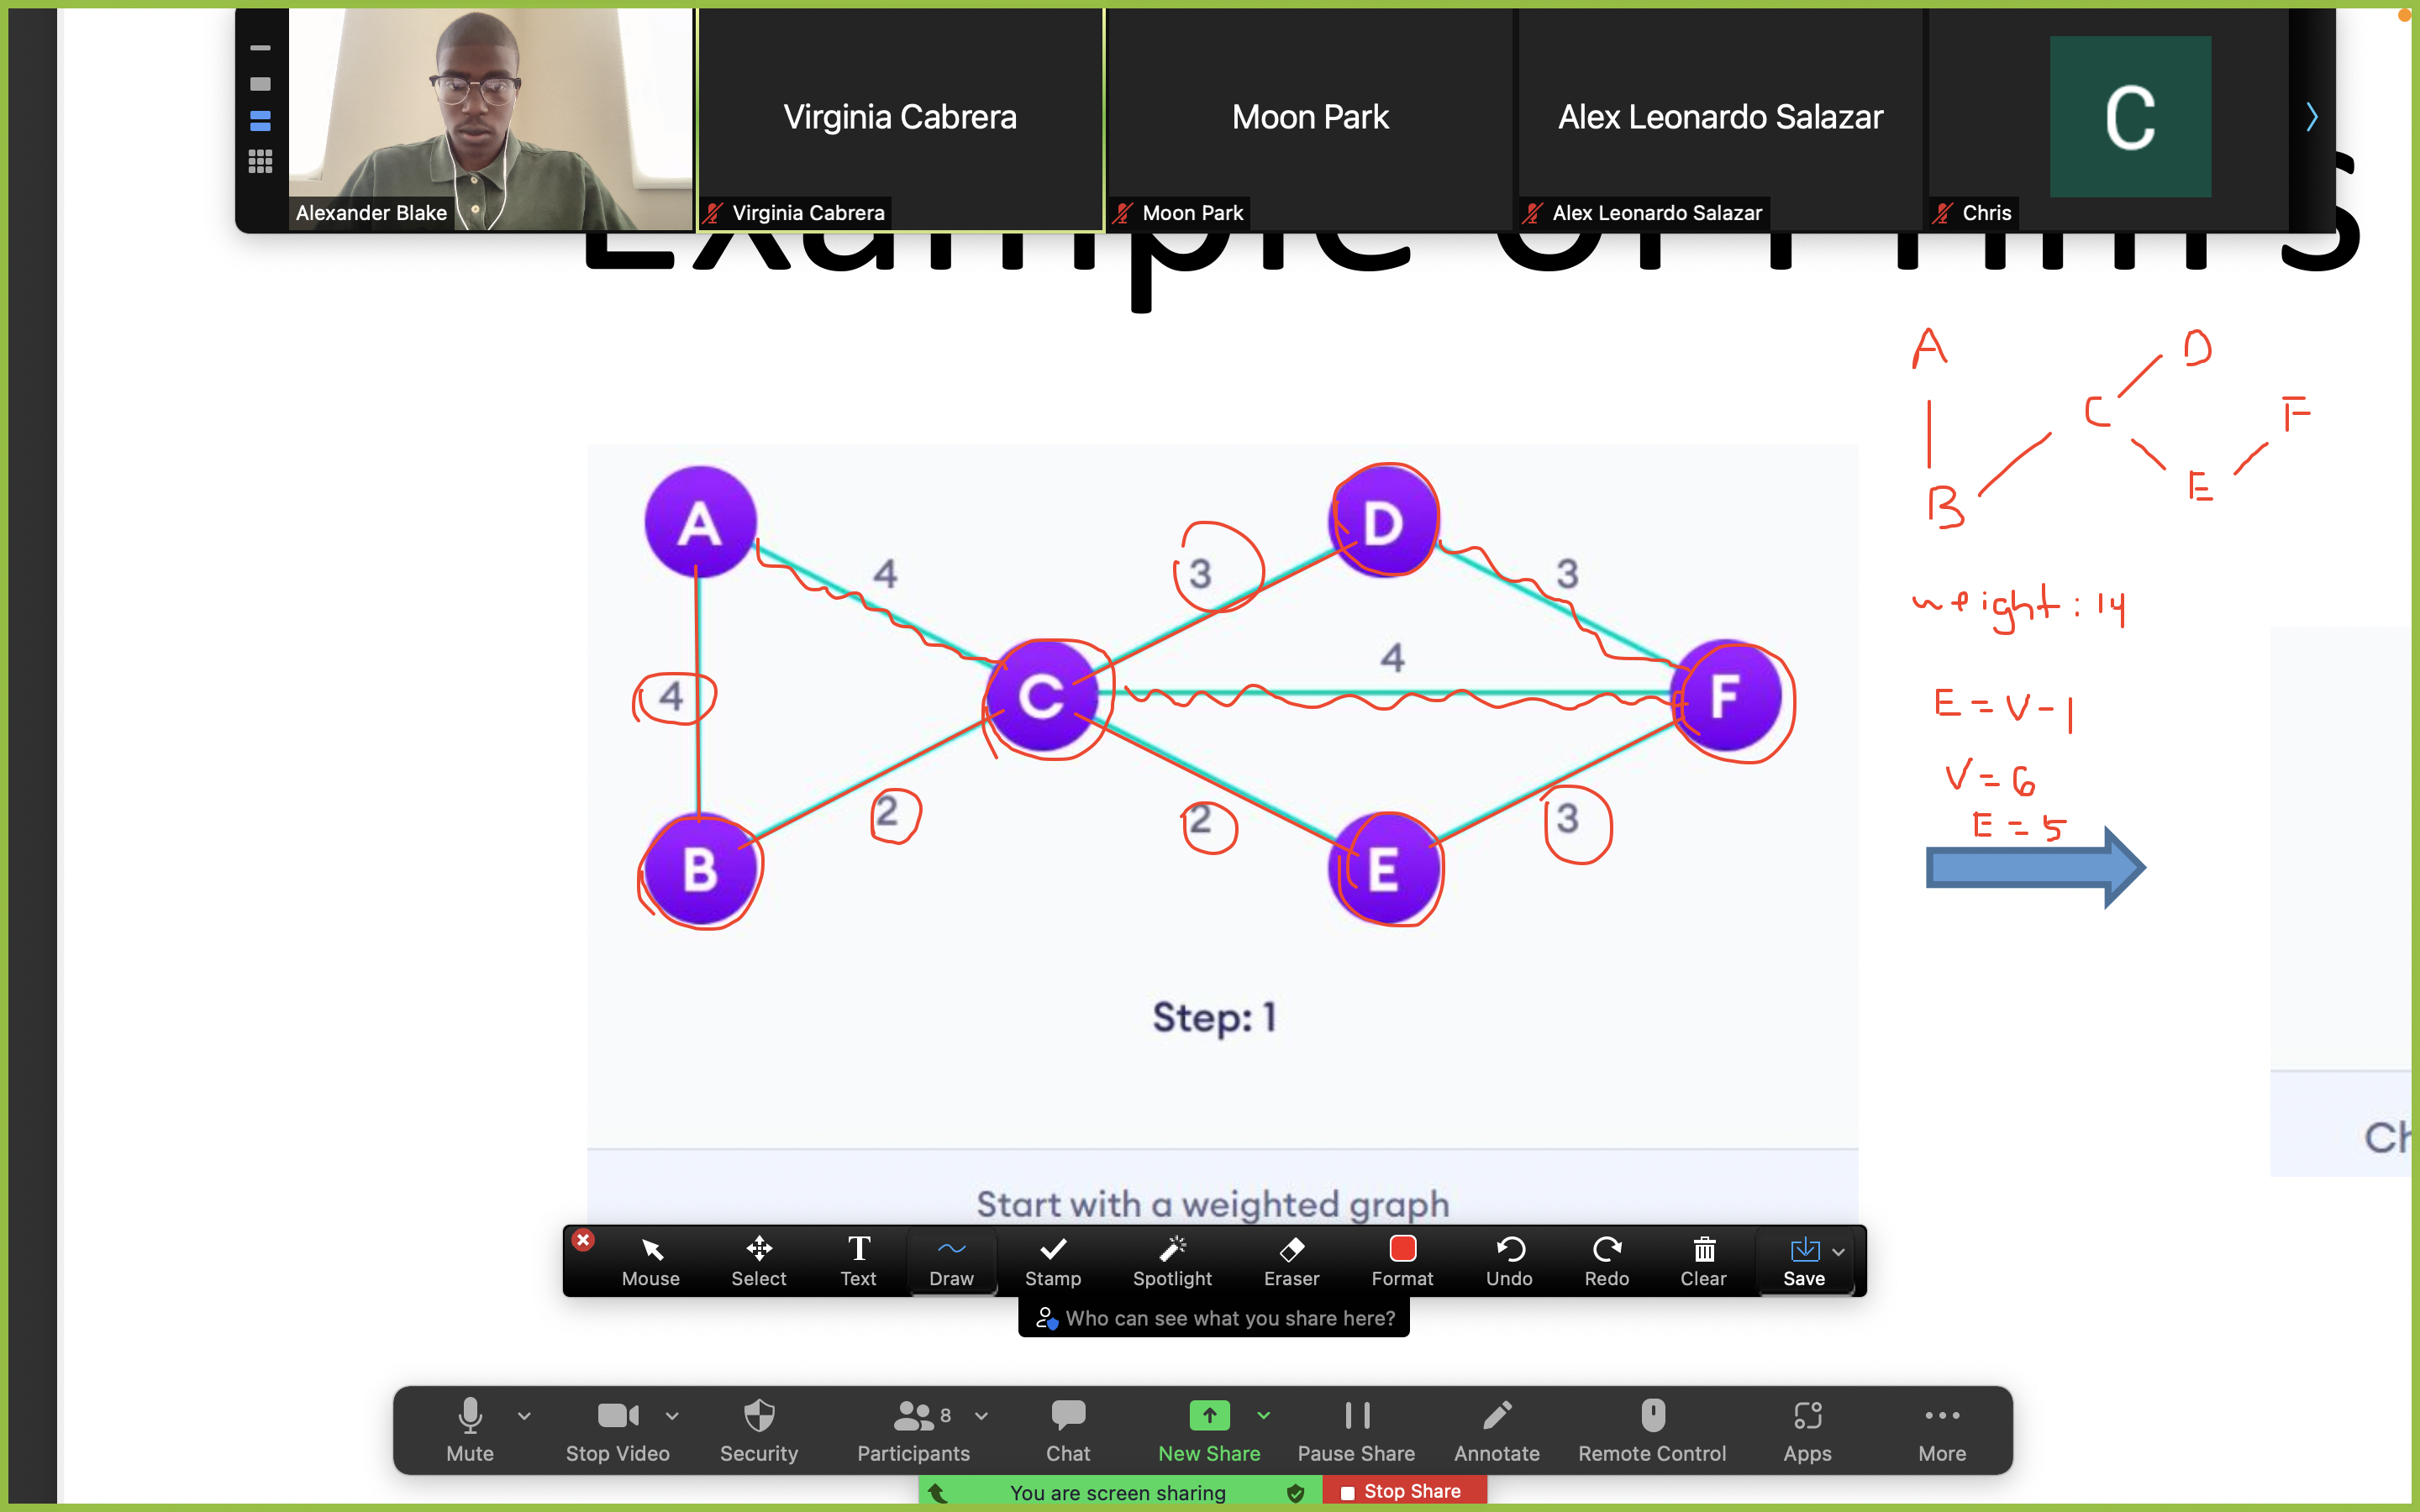 Virginia Cabrera
Moon Park
Alex Leonardo Salazar
C
Alexander Blake
Virginia Cabrera
Moon Park
Alex Leonardo Salazar
Chris
Example of Prim's
A
D
C
F
B
E
A
4
3
D
3
4
4
C
F
B
2
2
E
3
weight: 14
E = V - 1
V = 6
E = 5
Step: 1
Start with a weighted graph
Ch
Mouse
Select
T
Text
Draw
Stamp
Spotlight
Eraser
Format
Undo
Redo
Clear
Save
Who can see what you share here?
8
Mute
Stop Video
Security
Participants
Chat
New Share
Pause Share
Annotate
Remote Control
Apps
More
You are screen sharing
Stop Share